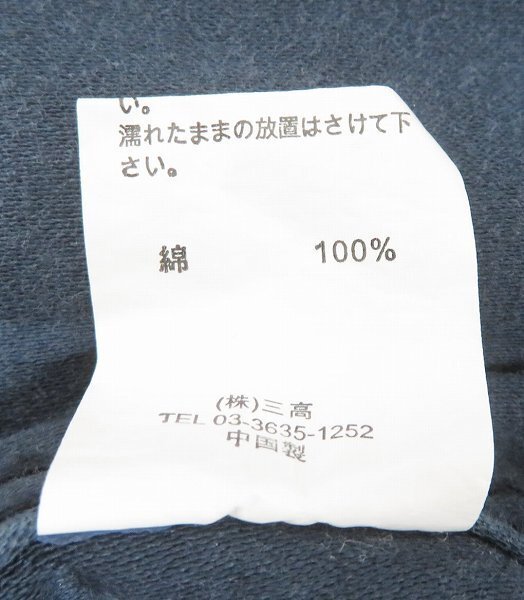 い。
濡れたままの放置はさけて下
さい。
綿 100%
(株)三高
TEL 03-3635-1252
中国製